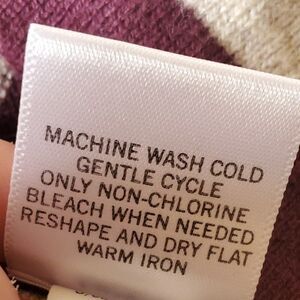 MACHINE WASH COLD
GENTLE CYCLE
ONLY NON-CHLORINE
BLEACH WHEN NEEDED
RESHAPE AND DRY FLAT
WARM IRON